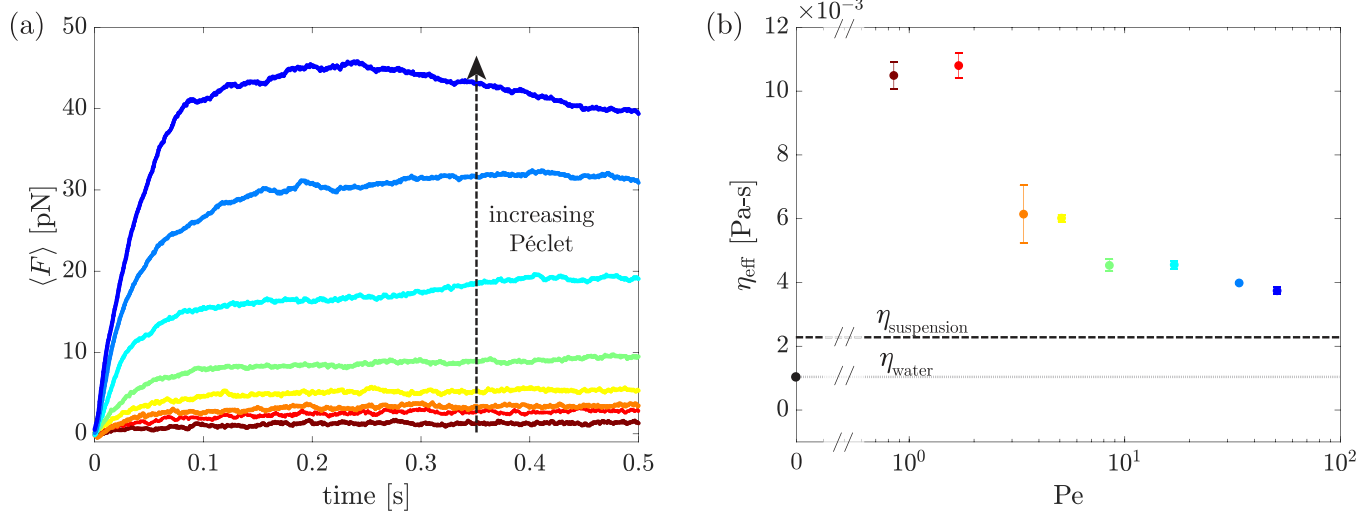 (a)
50
40
30
20
10
0
⟨F⟩ [pN]
0
0.1
0.2
0.3
0.4
0.5
time [s]
increasing
Péclet
(b)
×10⁻³
12
10
8
6
4
2
0
η_eff [Pa-s]
η_suspension
η_water
0
10⁰
10¹
10²
Pe